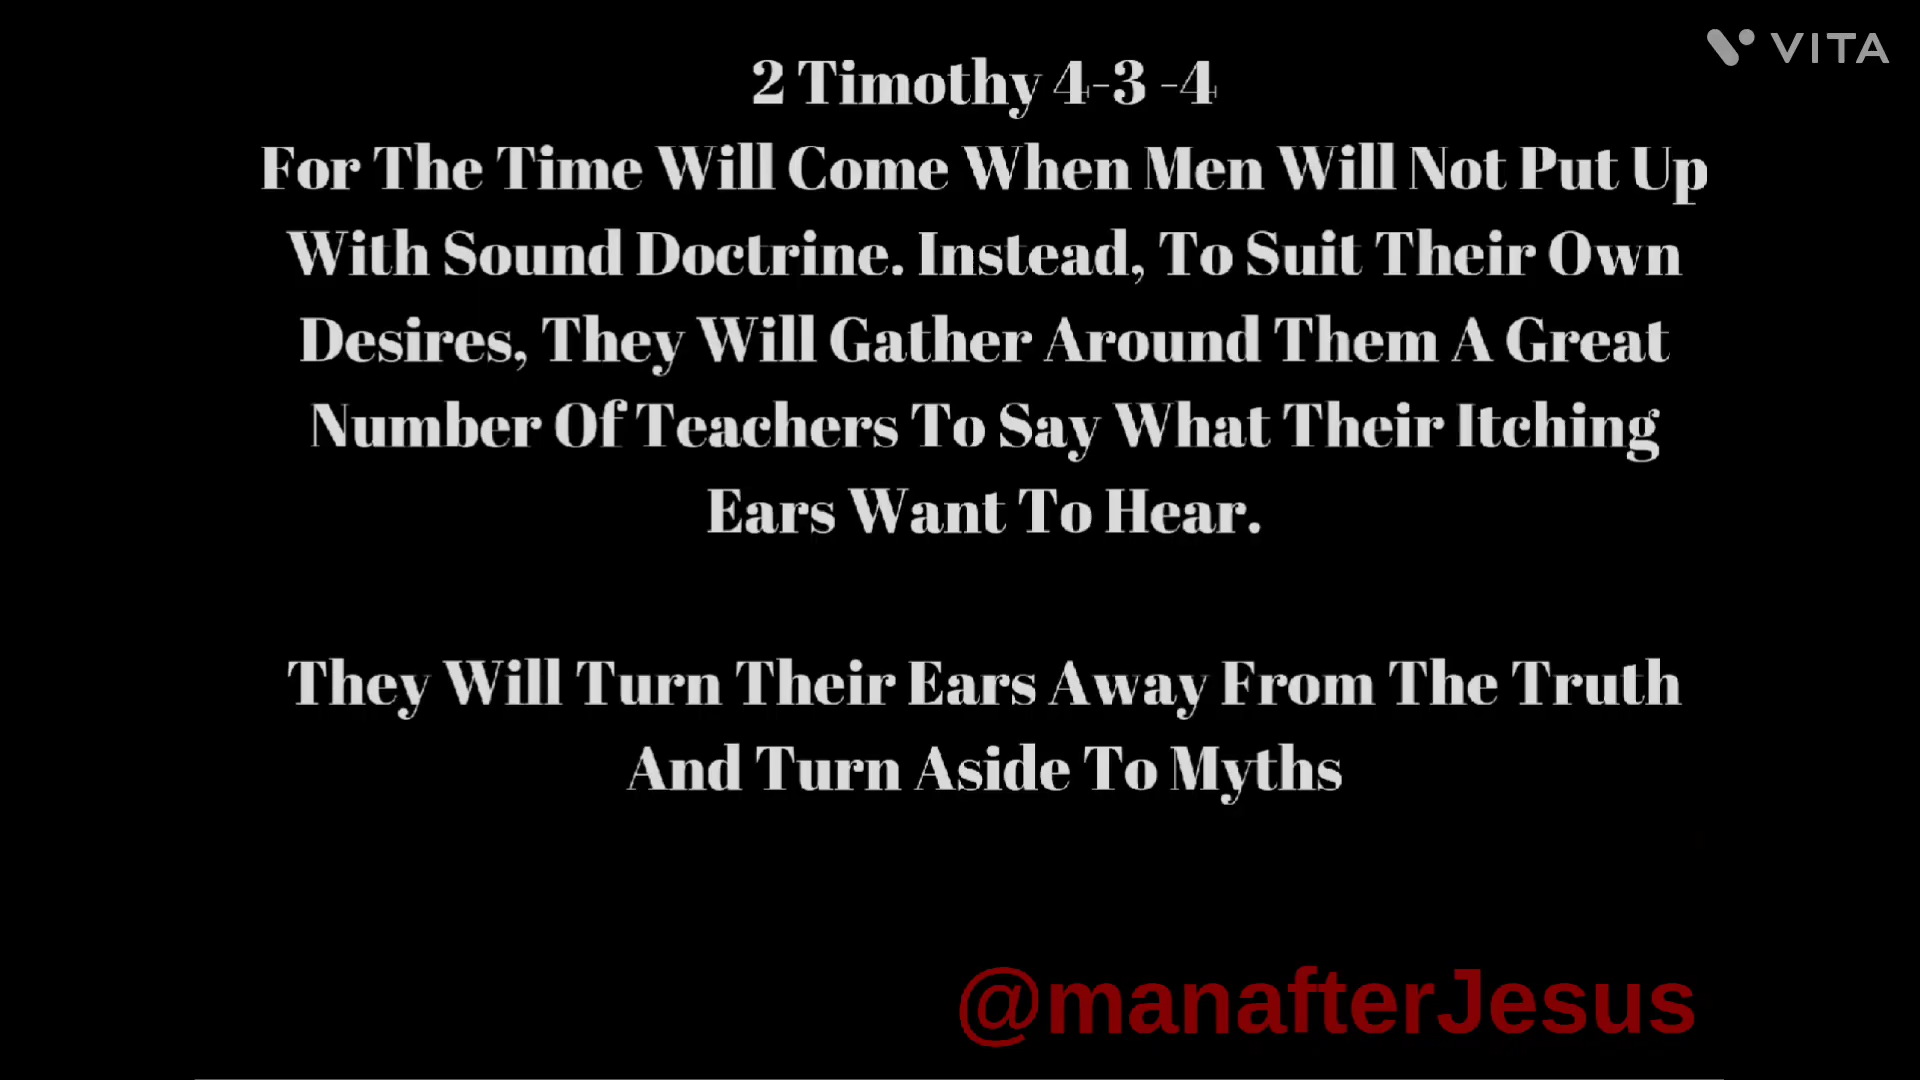 VITA
2 Timothy 4-3 -4
For The Time Will Come When Men Will Not Put Up
With Sound Doctrine. Instead, To Suit Their Own
Desires, They Will Gather Around Them A Great
Number Of Teachers To Say What Their Itching
Ears Want To Hear.
They Will Turn Their Ears Away From The Truth
And Turn Aside To Myths
@manafterJesus